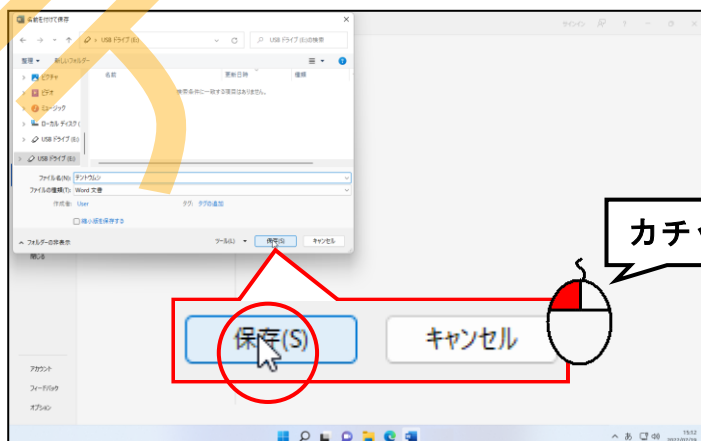 名前を付けて保存
サインイン
USB ドライブ (E:)
USB ドライブ (E:)の検索
整理
新しいフォルダー
ピクチャ
名前
更新日時
種類
ビデオ
検索条件に一致する項目はありません。
ミュージック
ローカル ディスク (
USB ドライブ (E:)
USB ドライブ (E:)
ファイル名(N):
テントウムシ
ファイルの種類(T):
Word 文書
作成者:
User
タグ:
タグの追加
縮小版を保存する
フォルダーの非表示
ツール(L)
保存(S)
キャンセル
閉じる
カチッ
保存(S)
キャンセル
アカウント
フィードバック
オプション
あ
15:12